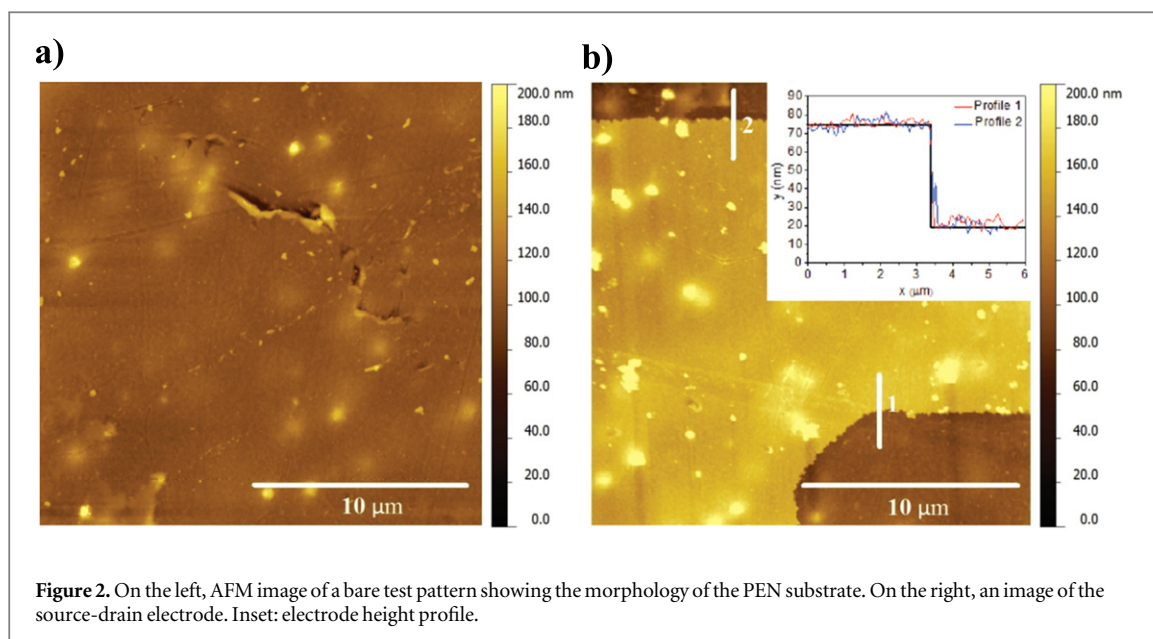 a)
200.0 nm
180.0
160.0
140.0
120.0
100.0
80.0
60.0
40.0
20.0
0.0
10 μm
b)
2
1
10 μm
90
80
70
60
50
40
30
20
10
0
y (nm)
0 1 2 3 4 5 6
x (μm)
Profile 1
Profile 2
200.0 nm
180.0
160.0
140.0
120.0
100.0
80.0
60.0
40.0
20.0
0.0
Figure 2. On the left, AFM image of a bare test pattern showing the morphology of the PEN substrate. On the right, an image of the
source-drain electrode. Inset: electrode height profile.